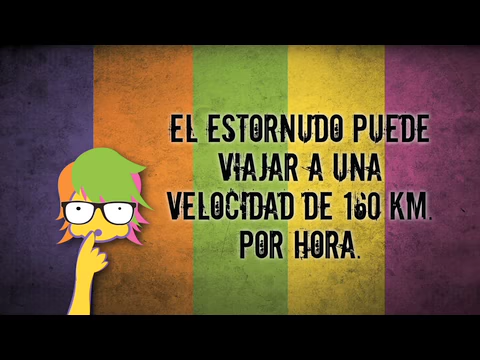 EL ESTORNUDO PUEDE
VIAJAR A UNA
VELOCIDAD DE 160 KM.
POR HORA.